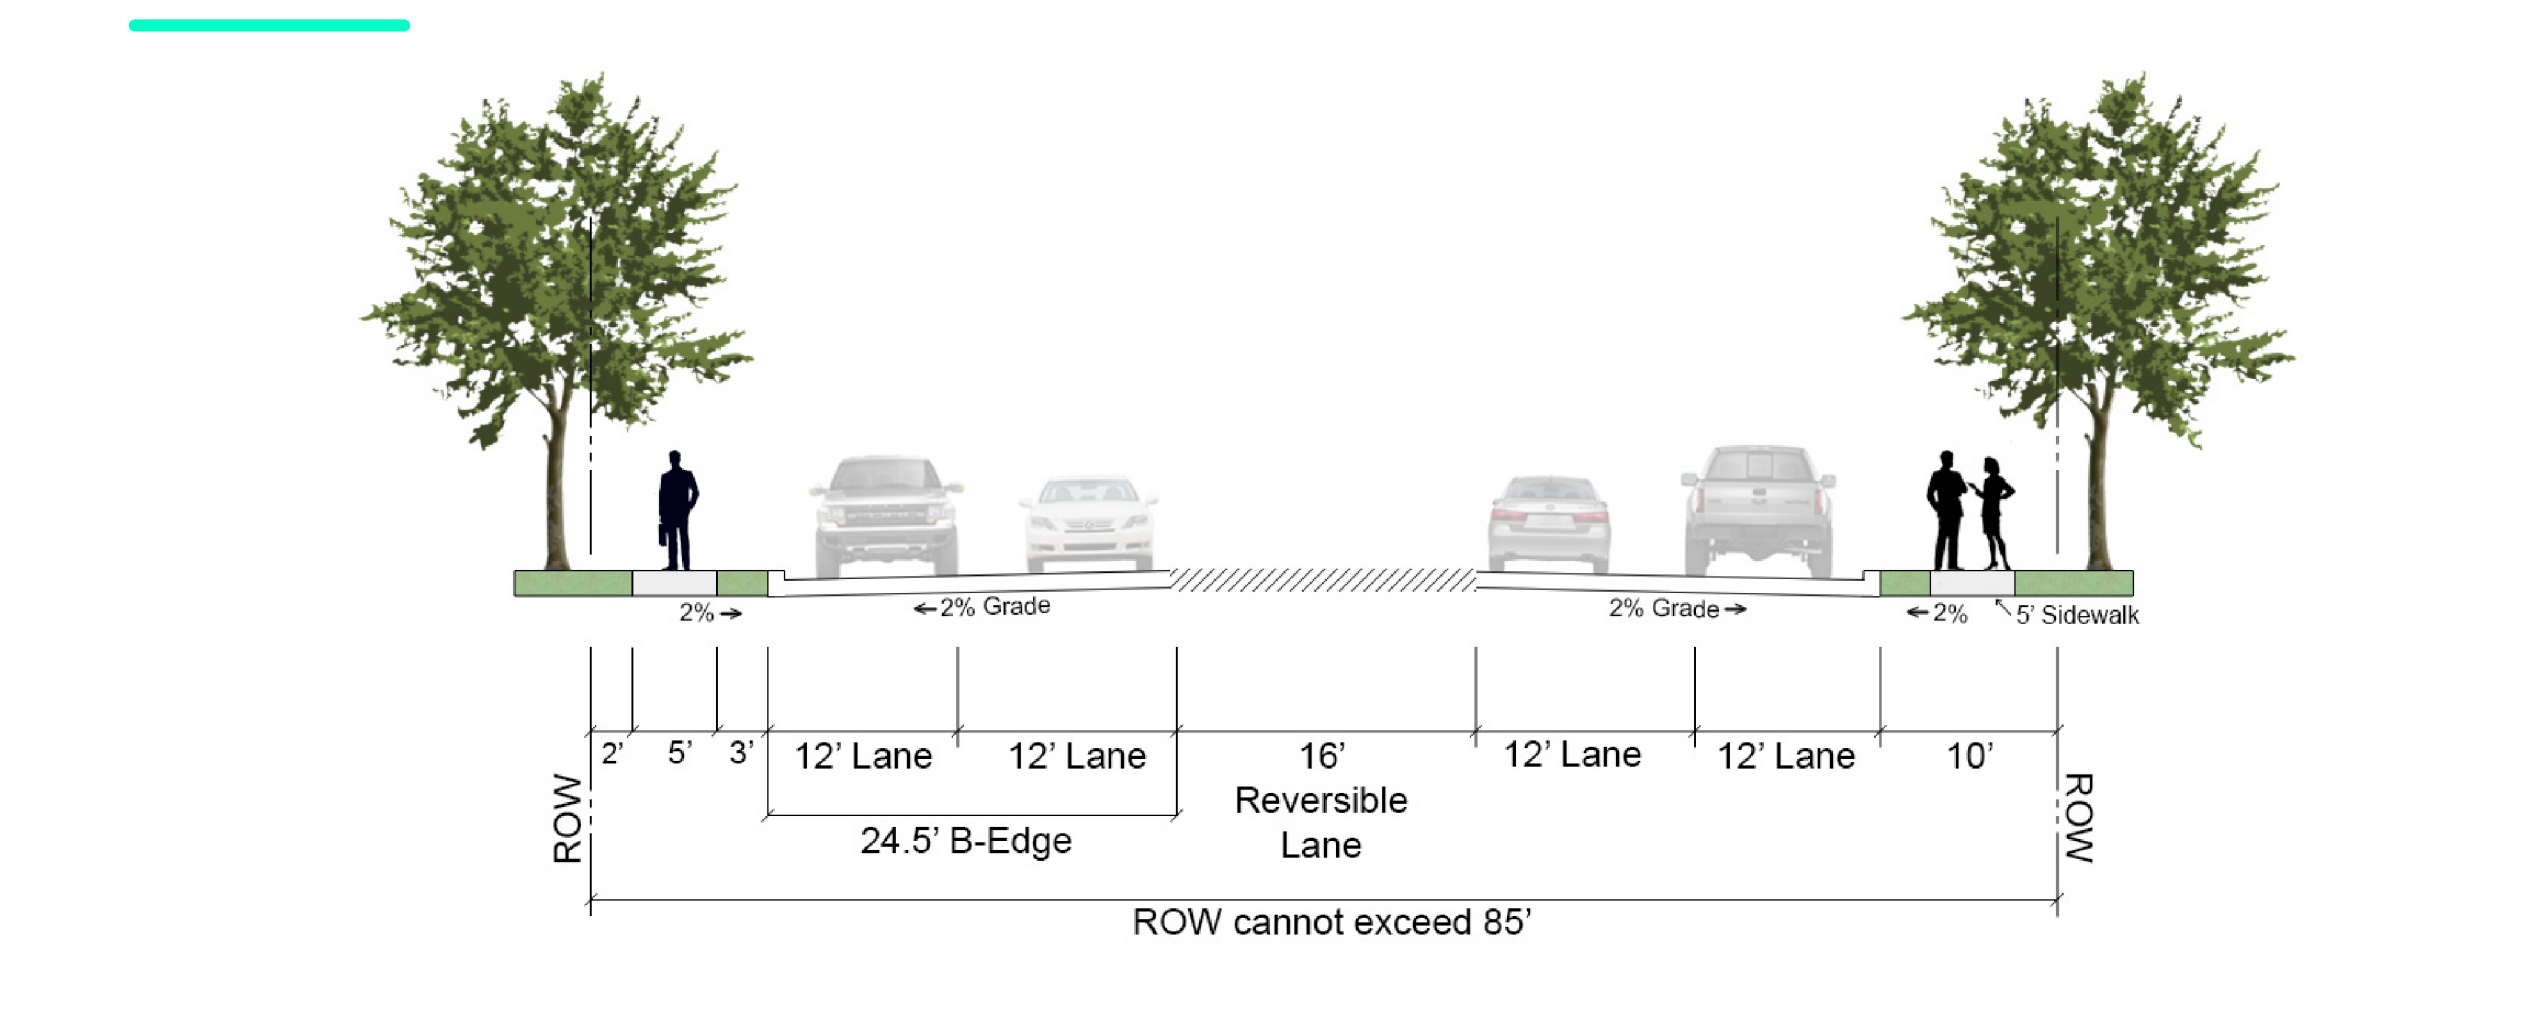 2% →
← 2% Grade
2% Grade →
← 2%
5’ Sidewalk
2’
5’
3’
12’ Lane
12’ Lane
16’
Reversible
Lane
12’ Lane
12’ Lane
10’
24.5’ B-Edge
ROW
ROW
ROW cannot exceed 85’